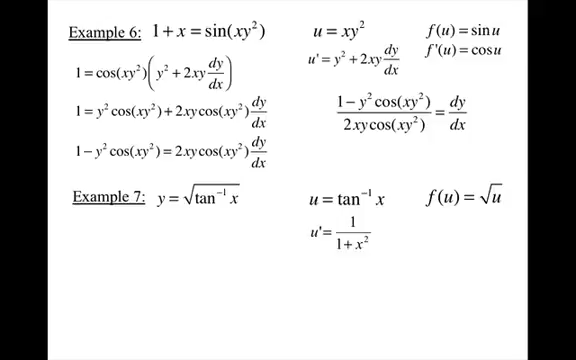 Example 6: 1 + x = sin(xy²) u = xy² f(u) = sin u
u' = y² + 2xy dy/dx f'(u) = cos u
1 = cos(xy²)(y² + 2xy dy/dx)
1 = y² cos(xy²) + 2xy cos(xy²) dy/dx (1 − y² cos(xy²))/(2xy cos(xy²)) = dy/dx
1 − y² cos(xy²) = 2xy cos(xy²) dy/dx
Example 7: y = √(tan⁻¹ x) u = tan⁻¹ x f(u) = √u
u' = 1/(1 + x²)